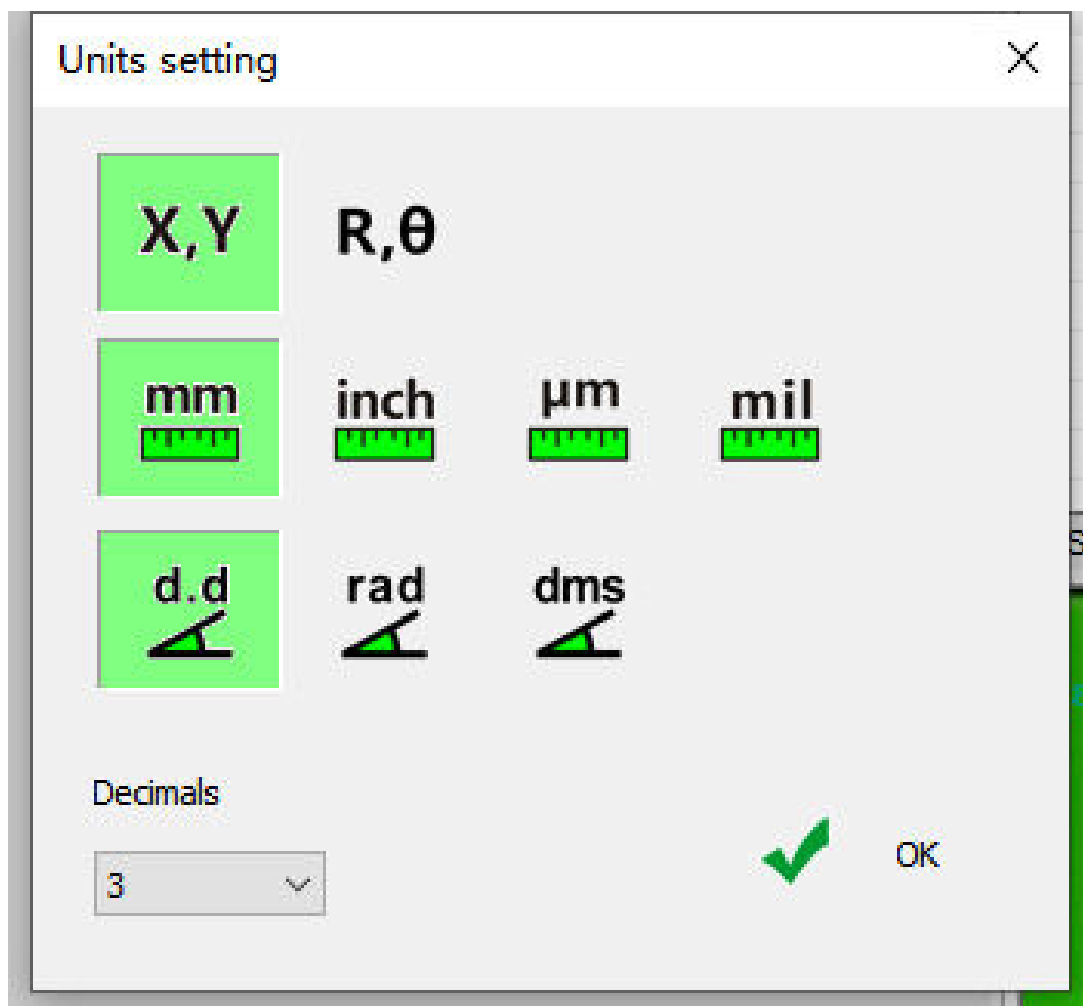 Units setting
X,Y R,θ
mm inch µm mil
d.d rad dms
Decimals
3
OK